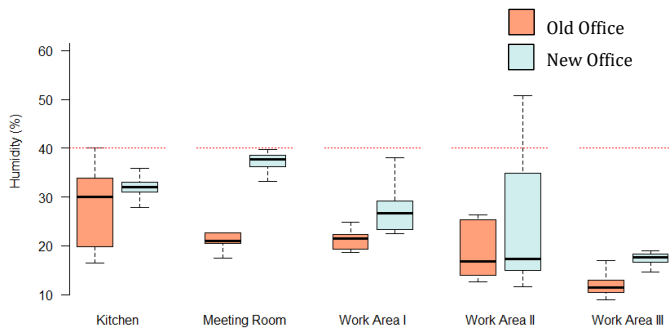 Old Office
New Office
Humidity (%)
60
50
40
30
20
10
Kitchen
Meeting Room
Work Area I
Work Area II
Work Area III